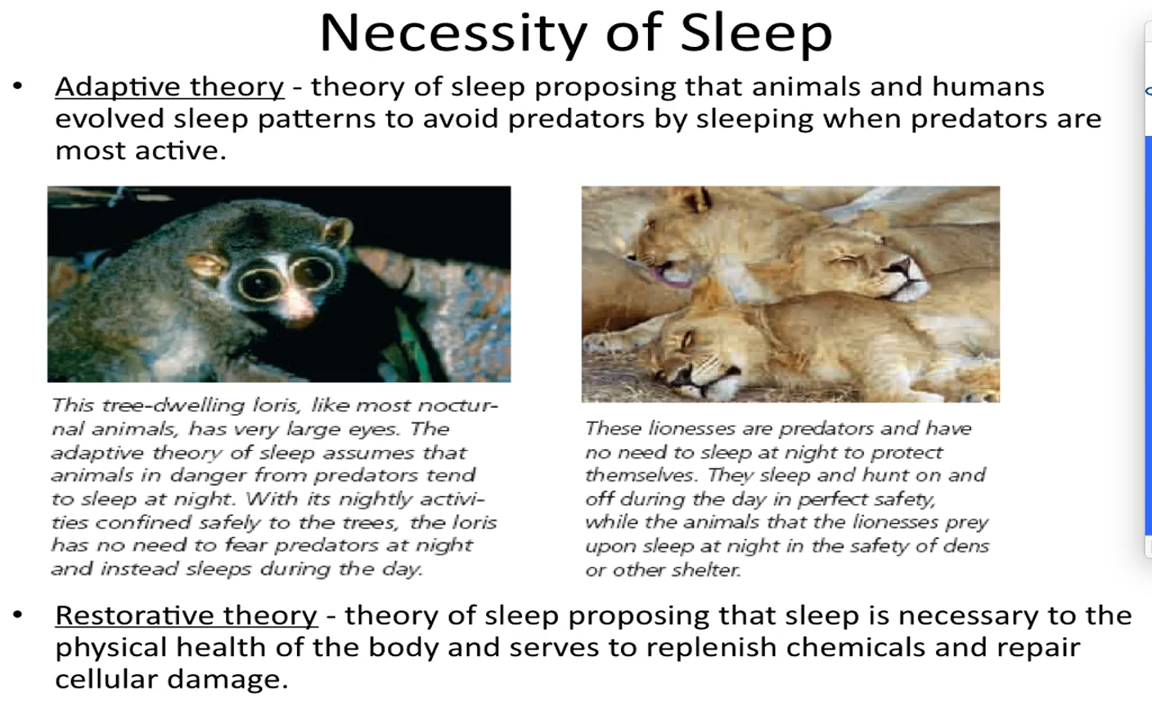 Necessity of Sleep
• Adaptive theory - theory of sleep proposing that animals and humans
evolved sleep patterns to avoid predators by sleeping when predators are
most active.
This tree-dwelling loris, like most noctur-
nal animals, has very large eyes. The
adaptive theory of sleep assumes that
animals in danger from predators tend
to sleep at night. With its nightly activi-
ties confined safely to the trees, the loris
has no need to fear predators at night
and instead sleeps during the day.
These lionesses are predators and have
no need to sleep at night to protect
themselves. They sleep and hunt on and
off during the day in perfect safety,
while the animals that the lionesses prey
upon sleep at night in the safety of dens
or other shelter.
• Restorative theory - theory of sleep proposing that sleep is necessary to the
physical health of the body and serves to replenish chemicals and repair
cellular damage.